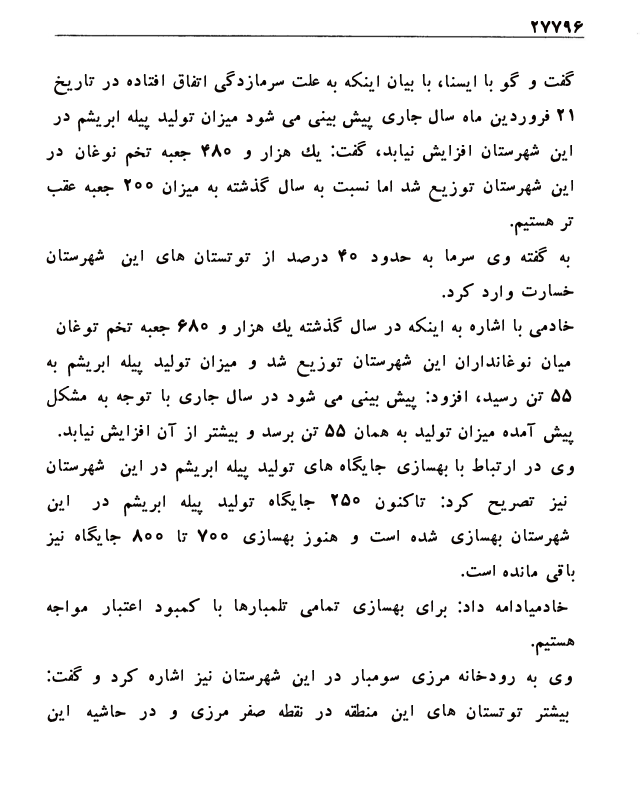 ۲۷۷۹۶
گفت و گو با ایسنا، با بیان اینکه به علت سرمازدگی اتفاق افتاده در تاریخ
۲۱ فروردین ماه سال جاری پیش بینی می شود میزان تولید پیله ابریشم در
این شهرستان افزایش نیابد، گفت: یك هزار و ۴۸۰ جعبه تخم نوغان در
این شهرستان توزیع شد اما نسبت به سال گذشته به میزان ۲۰۰ جعبه عقب
تر هستیم.
به گفته وی سرما به حدود ۴۰ درصد از توتستان های این شهرستان
خسارت وارد کرد.
خادمی با اشاره به اینکه در سال گذشته یك هزار و ۶۸۰ جعبه تخم توغان
میان نوغانداران این شهرستان توزیع شد و میزان تولید پیله ابریشم به
۵۵ تن رسید، افزود: پیش بینی می شود در سال جاری با توجه به مشکل
پیش آمده میزان تولید به همان ۵۵ تن برسد و بیشتر از آن افزایش نیابد.
وی در ارتباط با بهسازی جایگاه های تولید پیله ابریشم در این شهرستان
نیز تصریح کرد: تاکنون ۲۵۰ جایگاه تولید پیله ابریشم در این
شهرستان بهسازی شده است و هنوز بهسازی ۷۰۰ تا ۸۰۰ جایگاه نیز
باقی مانده است.
خادمیادامه داد: برای بهسازی تمامی تلمبارها با کمبود اعتبار مواجه
هستیم.
وی به رودخانه مرزی سومبار در این شهرستان نیز اشاره کرد و گفت:
بیشتر توتستان های این منطقه در نقطه صفر مرزی و در حاشیه این